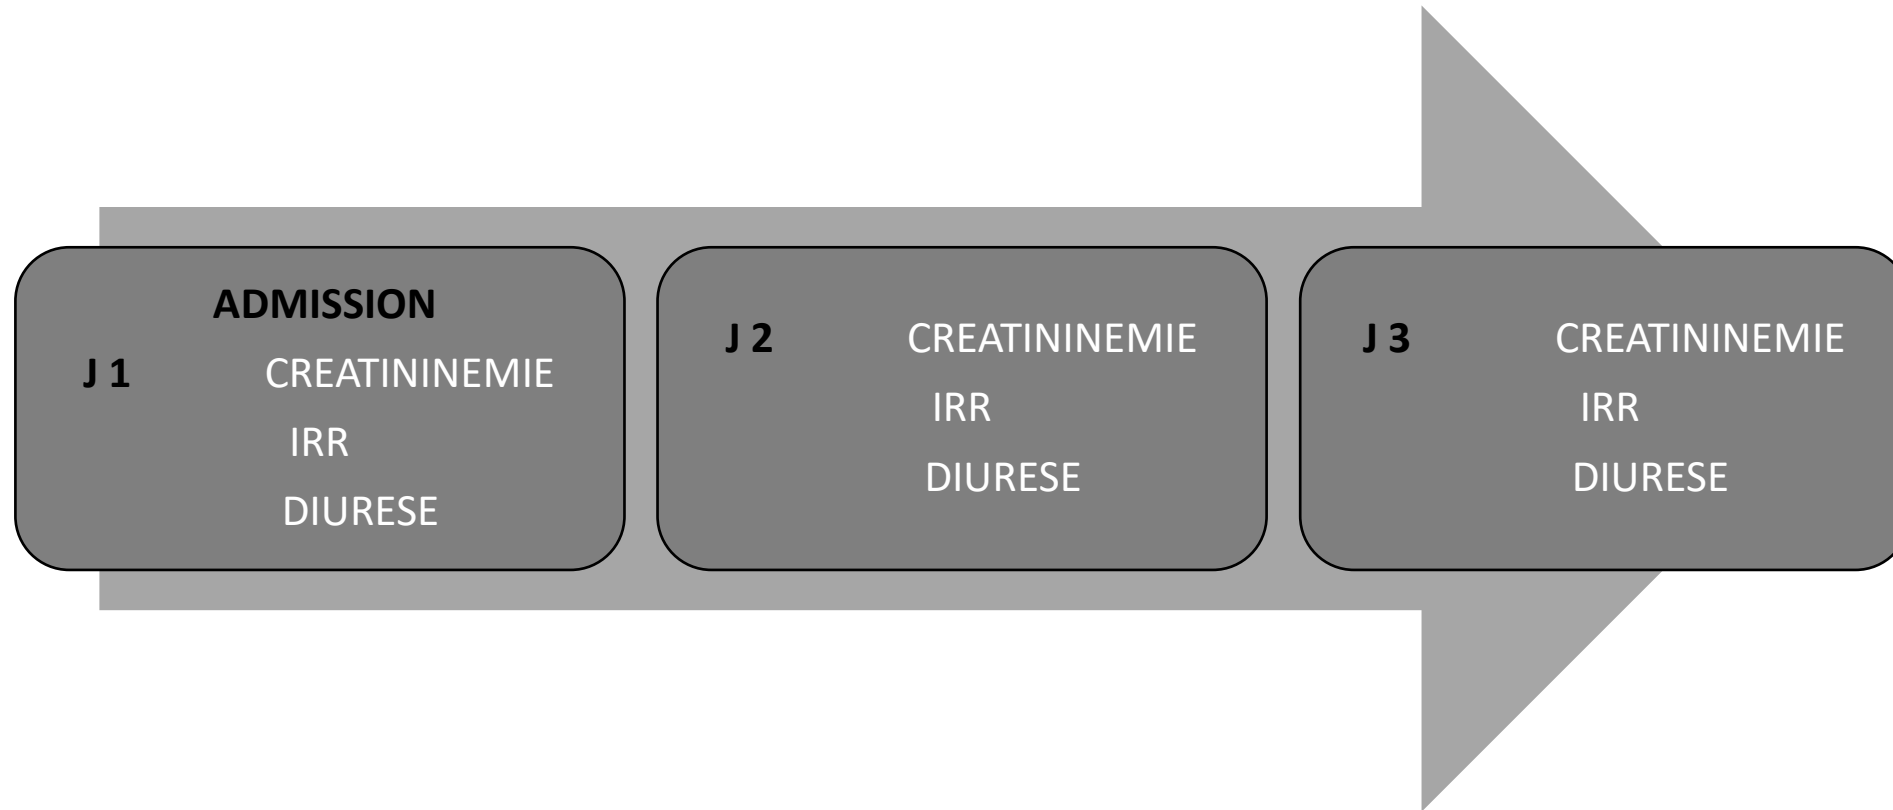 ADMISSION
J 1 CREATININEMIE
IRR
DIURESE
J 2 CREATININEMIE
IRR
DIURESE
J 3 CREATININEMIE
IRR
DIURESE